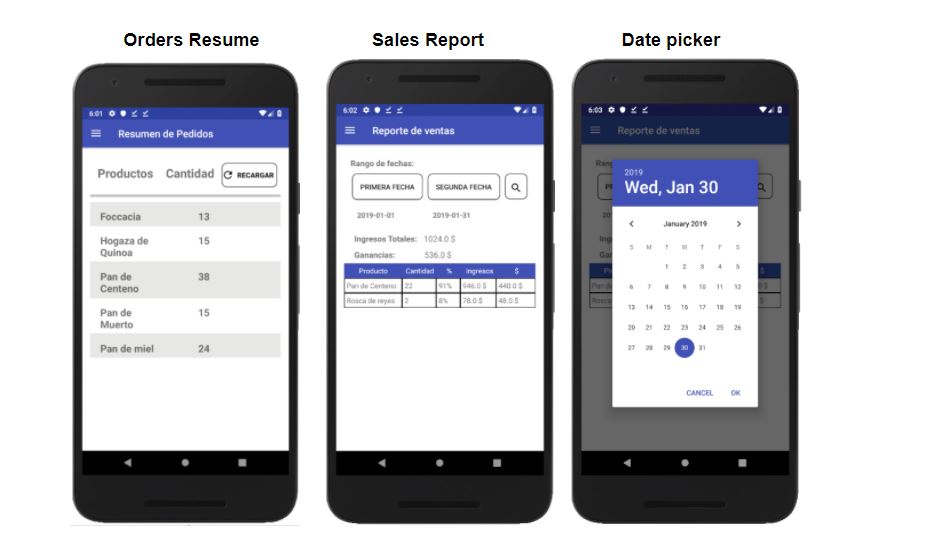 Orders Resume
Sales Report
Date picker
6:01
Resumen de Pedidos
Productos Cantidad RECARGAR
Foccacia 13
Hogaza de 15
Quinoa
Pan de 38
Centeno
Pan de 15
Muerto
Pan de miel 24
6:02
Reporte de ventas
Rango de fechas:
PRIMERA FECHA SEGUNDA FECHA
2019-01-01 2019-01-31
Ingresos Totales: 1024.0 $
Ganancias: 536.0 $
Producto Cantidad % Ingresos $
Pan de Centeno 22 91% 946.0 $ 440.0 $
Rosca de reyes 2 8% 78.0 $ 48.0 $
6:03
Reporte de ventas
2019
Wed, Jan 30
January 2019
S M T W T F S
1 2 3 4 5
6 7 8 9 10 11 12
13 14 15 16 17 18 19
20 21 22 23 24 25 26
27 28 29 30 31
CANCEL OK